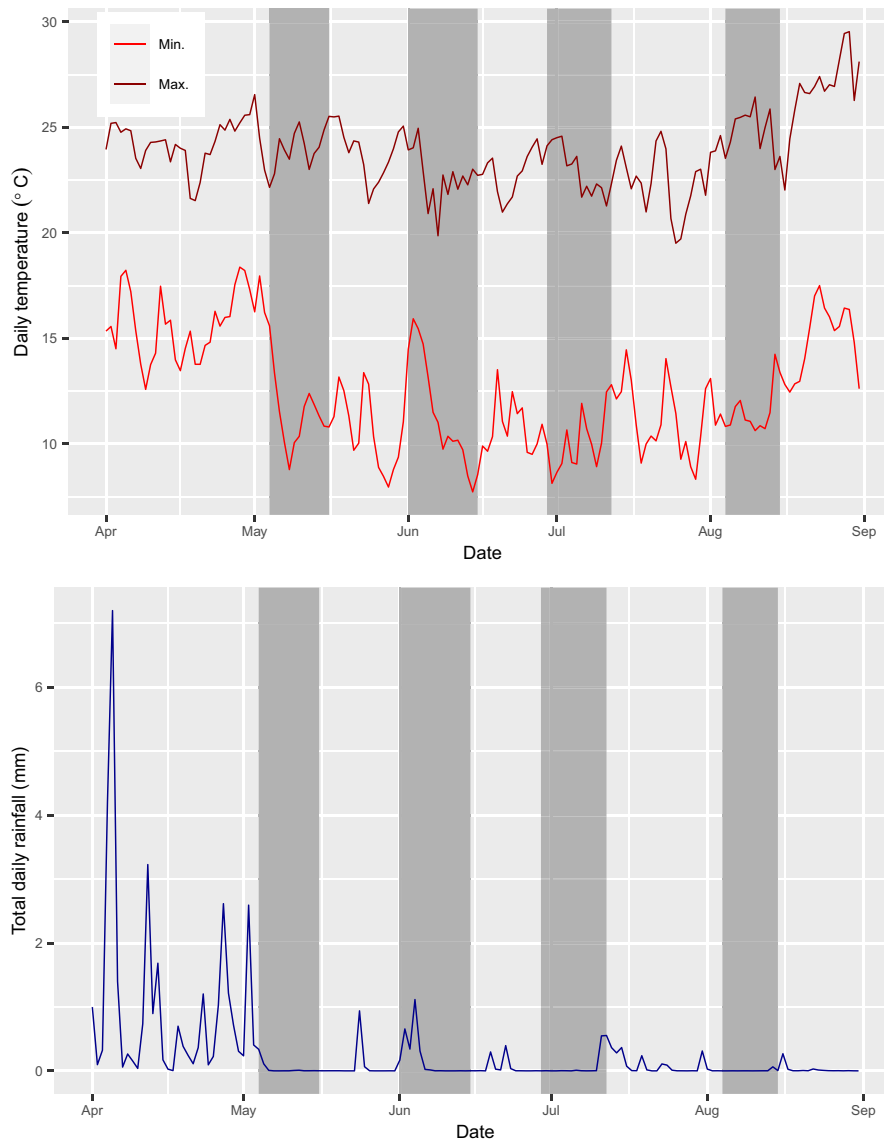 30
25
20
15
10
Daily temperature (° C)
Min.
Max.
Apr May Jun Jul Aug Sep
Date
6
4
2
0
Total daily rainfall (mm)
Apr May Jun Jul Aug Sep
Date